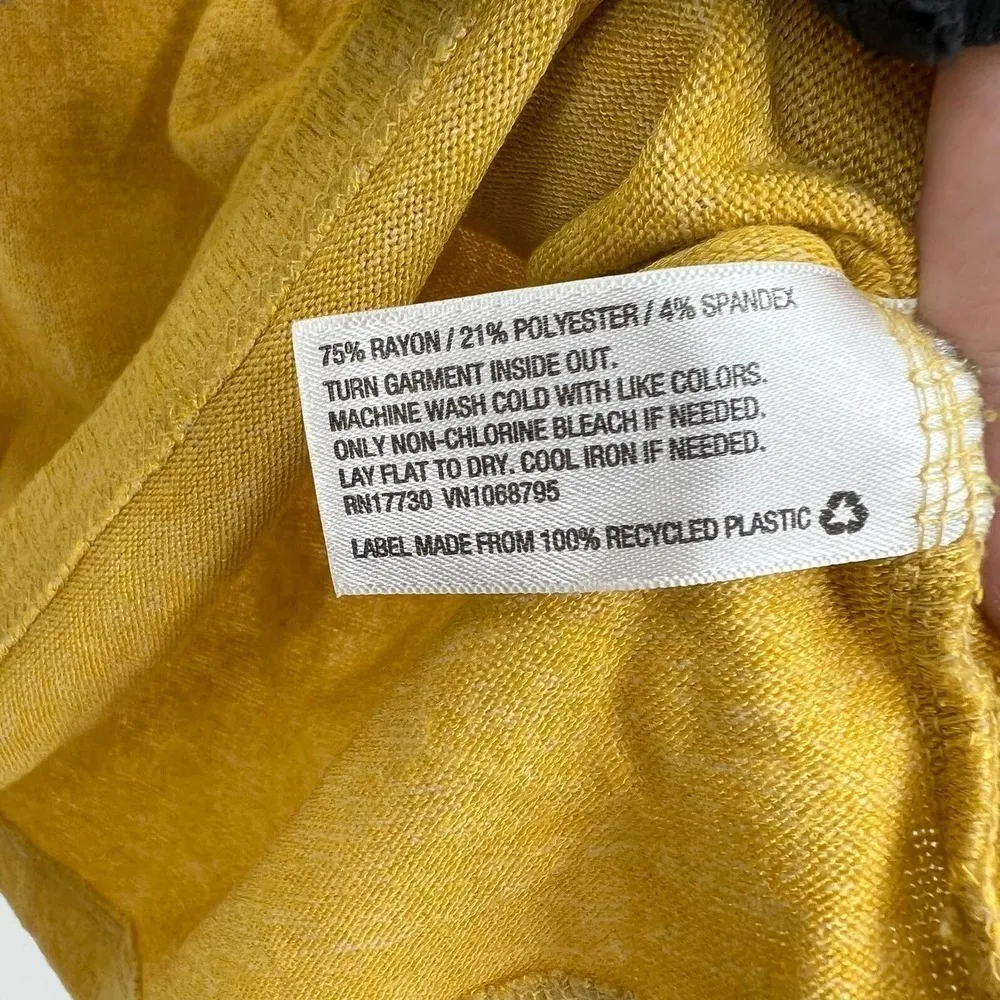 75% RAYON / 21% POLYESTER / 4% SPANDEX
TURN GARMENT INSIDE OUT.
MACHINE WASH COLD WITH LIKE COLORS.
ONLY NON-CHLORINE BLEACH IF NEEDED.
LAY FLAT TO DRY. COOL IRON IF NEEDED.
RN17730 VN1068795
LABEL MADE FROM 100% RECYCLED PLASTIC